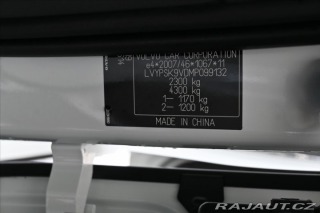 VOLVO CAR CORPORATION
e4*2007/46*1067*11
LVYPSK9VDMP099132
2300 kg
4300 kg
1— 1170 kg
2— 1200 kg
MADE IN CHINA
RAJAUT.CZ